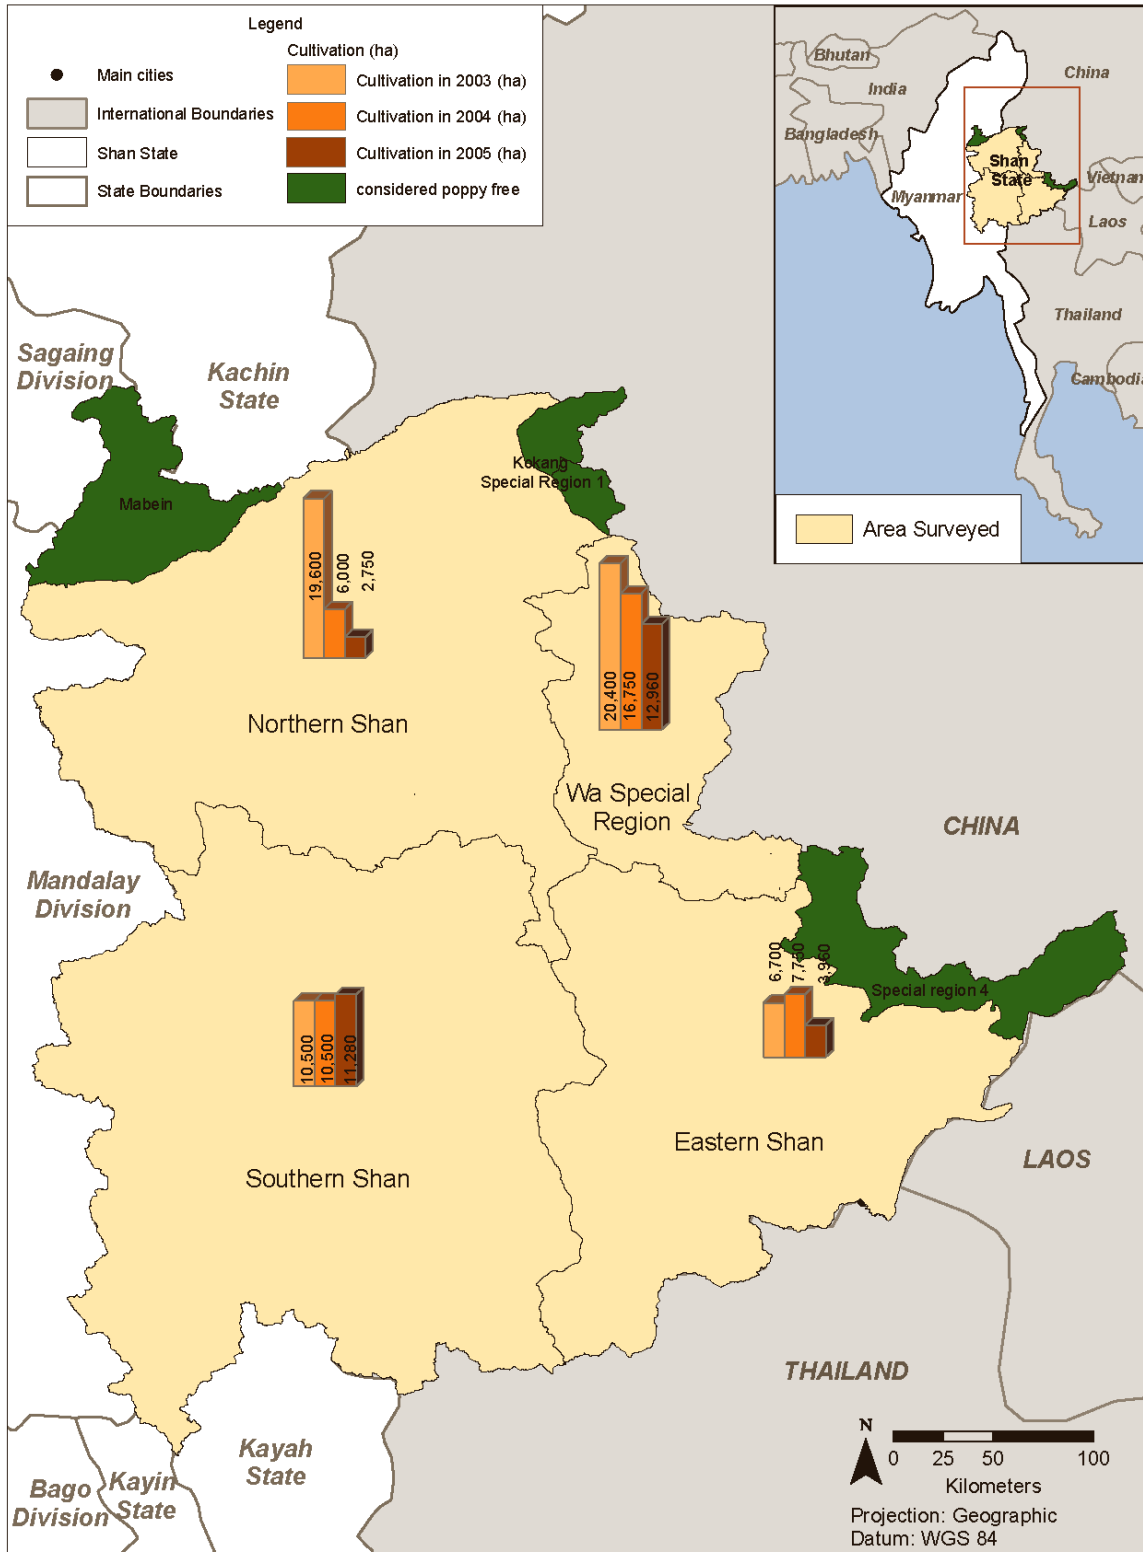 Legend
Main cities
International Boundaries
Shan State
State Boundaries
Cultivation (ha)
Cultivation in 2003 (ha)
Cultivation in 2004 (ha)
Cultivation in 2005 (ha)
considered poppy free
Bhutan
China
India
Bangladesh
Shan
State
Myanmar
Vietnam
Laos
Thailand
Cambodia
Area Surveyed
Sagaing
Division
Kachin
State
Mabein
Kokang
Special Region 1
19,600
6,000
2,750
20,400
16,750
12,960
Northern Shan
Wa Special
Region
CHINA
Mandalay
Division
6,700
7,750
3,960
Special region 4
10,500
10,500
11,280
Eastern Shan
Southern Shan
LAOS
THAILAND
Kayah
State
Kayin
State
Bago
Division
N
0 25 50 100
Kilometers
Projection: Geographic
Datum: WGS 84